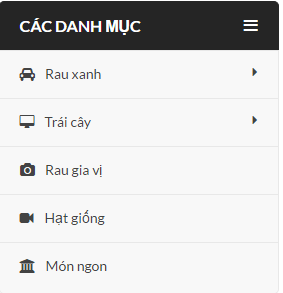 CÁC DANH MỤC
Rau xanh
Trái cây
Rau gia vị
Hạt giống
Món ngon